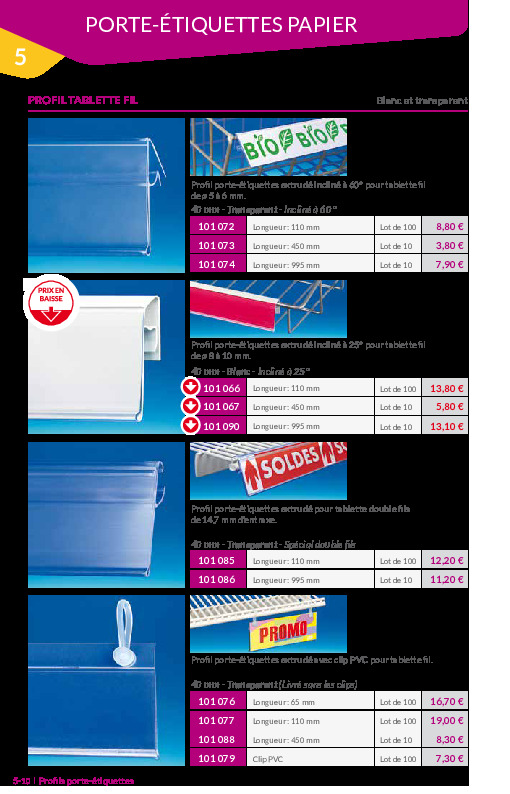 PORTE-ÉTIQUETTES PAPIER
5
PROFIL TABLETTE FIL
Blanc et transparent
BIO BIO
Profil porte-étiquettes extrudé incliné à 60° pour tablette fil
de ø 5 à 6 mm.
40 mm - Transparent - Incliné à 60°
101 072 Longueur : 110 mm Lot de 100 8,80 €
101 073 Longueur : 450 mm Lot de 10 3,80 €
101 074 Longueur : 995 mm Lot de 10 7,90 €
PRIX EN
BAISSE
Profil porte-étiquettes extrudé incliné à 25° pour tablette fil
de ø 8 à 10 mm.
40 mm - Blanc - Incliné à 25°
101 066 Longueur : 110 mm Lot de 100 13,80 €
101 067 Longueur : 450 mm Lot de 10 5,80 €
101 090 Longueur : 995 mm Lot de 10 13,10 €
SOLDES
Profil porte-étiquettes extrudé pour tablette double fils
de 14,7 mm d'entraxe.
40 mm - Transparent - Spécial double fils
101 085 Longueur : 110 mm Lot de 100 12,20 €
101 086 Longueur : 995 mm Lot de 10 11,20 €
PROMO
Profil porte-étiquettes extrudé avec clip PVC pour tablette fil.
40 mm - Transparent (Livré sans les clips)
101 076 Longueur : 65 mm Lot de 100 16,70 €
101 077 Longueur : 110 mm Lot de 100 19,00 €
101 088 Longueur : 450 mm Lot de 10 8,30 €
101 079 Clip PVC Lot de 100 7,30 €
5-10 I Profils porte-étiquettes